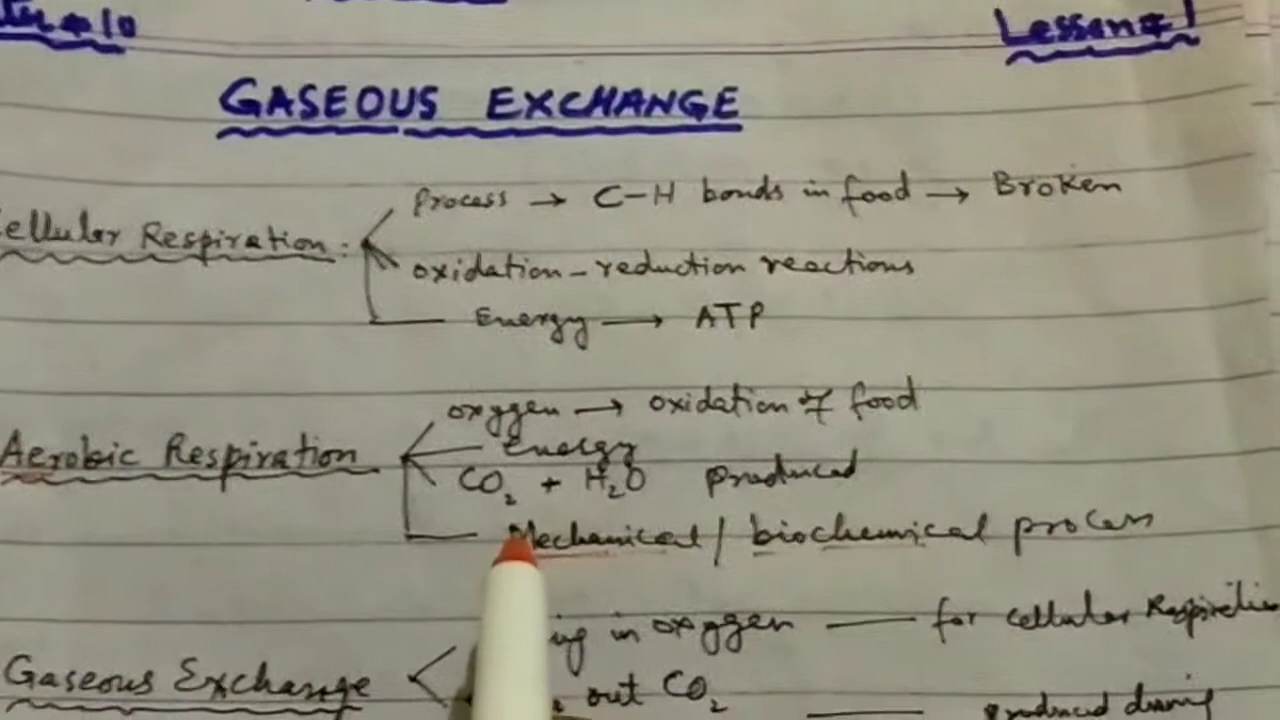 # 10 Lesson # 1
GASEOUS EXCHANGE
Process → C-H bonds in food → Broken
Cellular Respiration :
oxidation - reduction reactions
Energy → ATP
oxygen → oxidation of food
Aerobic Respiration Energy
CO₂ + H₂O produced
Mechanical / biochemical process
in oxygen — for Cellular Respiration
Gaseous Exchange
out CO₂ — produced during